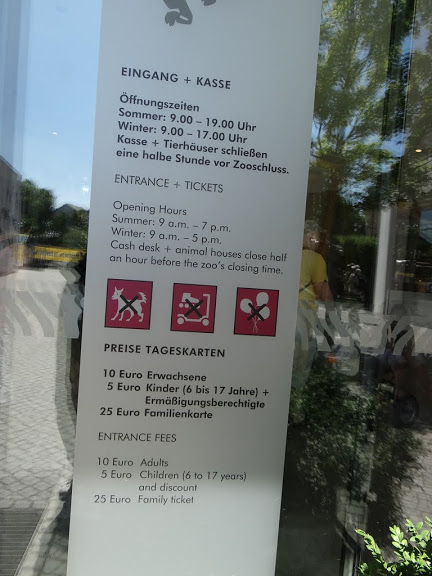 EINGANG + KASSE
Öffnungszeiten
Sommer: 9.00 – 19.00 Uhr
Winter: 9.00 – 17.00 Uhr
Kasse + Tierhäuser schließen
eine halbe Stunde vor Zooschluss.
ENTRANCE + TICKETS
Opening Hours
Summer: 9 a.m. – 7 p.m.
Winter: 9 a.m. – 5 p.m.
Cash desk + animal houses close half
an hour before the zoo's closing time.
PREISE TAGESKARTEN
10 Euro Erwachsene
5 Euro Kinder (6 bis 17 Jahre) +
Ermäßigungsberechtigte
25 Euro Familienkarte
ENTRANCE FEES
10 Euro Adults
5 Euro Children (6 to 17 years)
and discount
25 Euro Family ticket